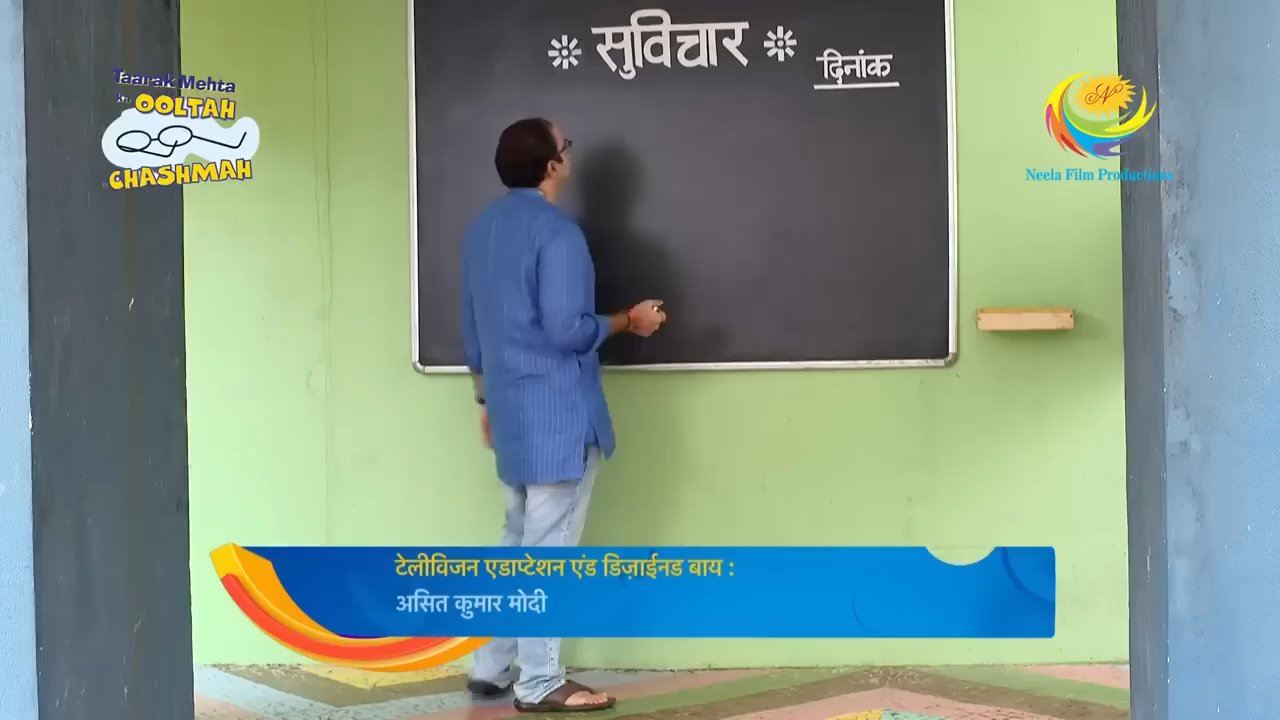 Taarak Mehta
ka OOLTAH
CHASHMAH
सुविचार
दिनांक
Neela Film Productions
टेलीविजन एडाप्टेशन एंड डिज़ाईनड बाय :
असित कुमार मोदी